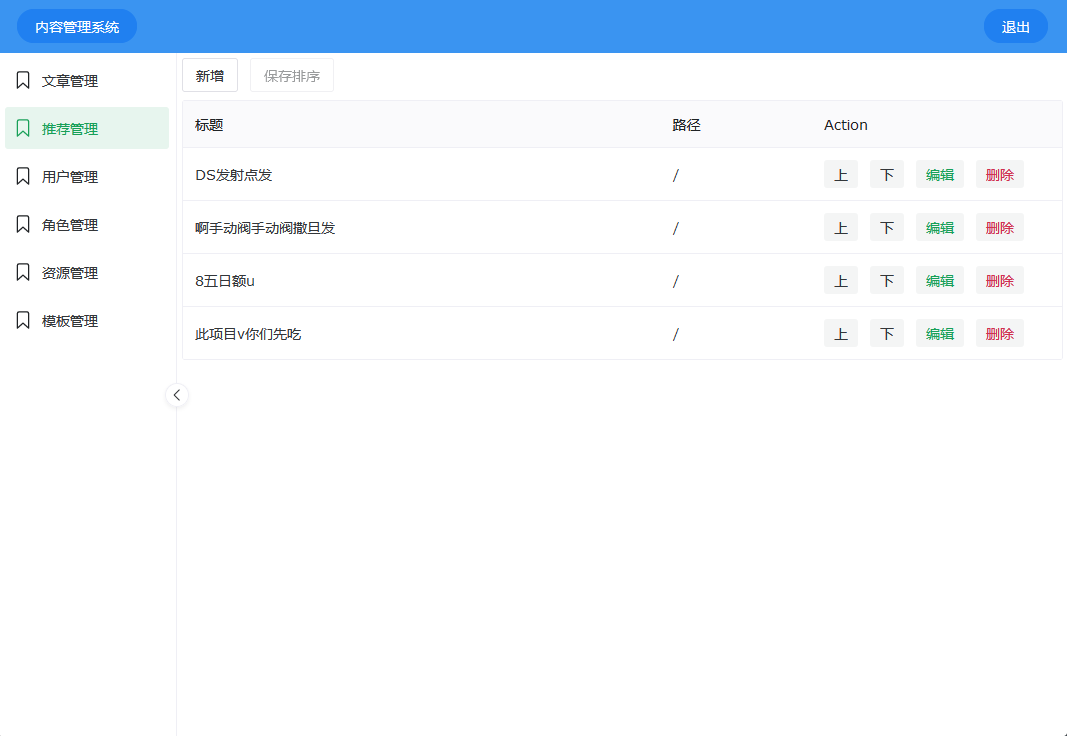 内容管理系统 退出
文章管理
推荐管理
用户管理
角色管理
资源管理
模板管理
新增 保存排序
标题 路径 Action
DS发射点发 / 上 下 编辑 删除
啊手动阀手动阀撒旦发 / 上 下 编辑 删除
8五日额u / 上 下 编辑 删除
此项目v你们先吃 / 上 下 编辑 删除